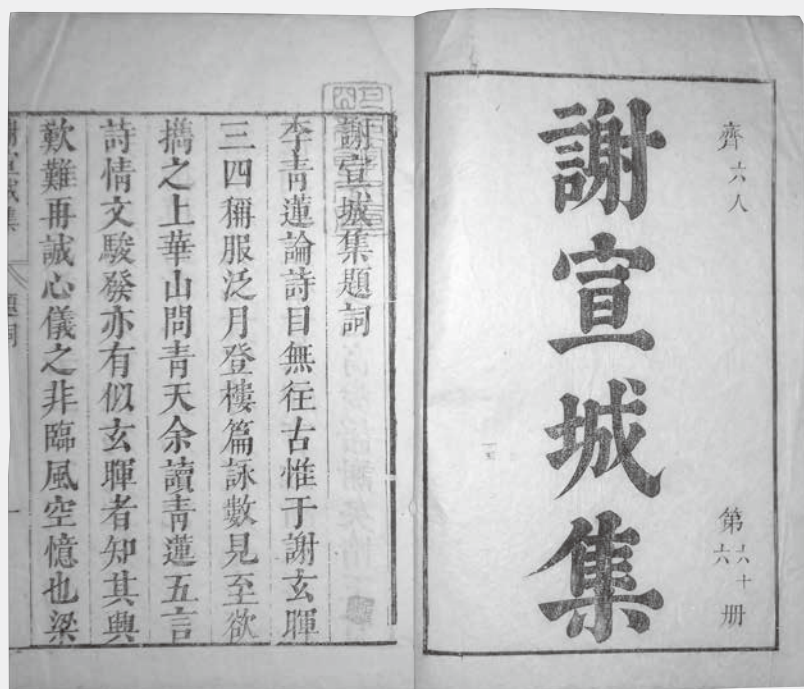 齊六人
謝宣城集
第六十六册
謝宣城集題詞
李青蓮論詩目無往古惟于謝玄暉
三四稱服泛月登樓篇詠數見至欲
攜之上華山問青天余讀青蓮五言
詩情文駿發亦有似玄暉者知其興
歎難再誠心儀之非臨風空憶也梁
謝宣城集
題詞
一